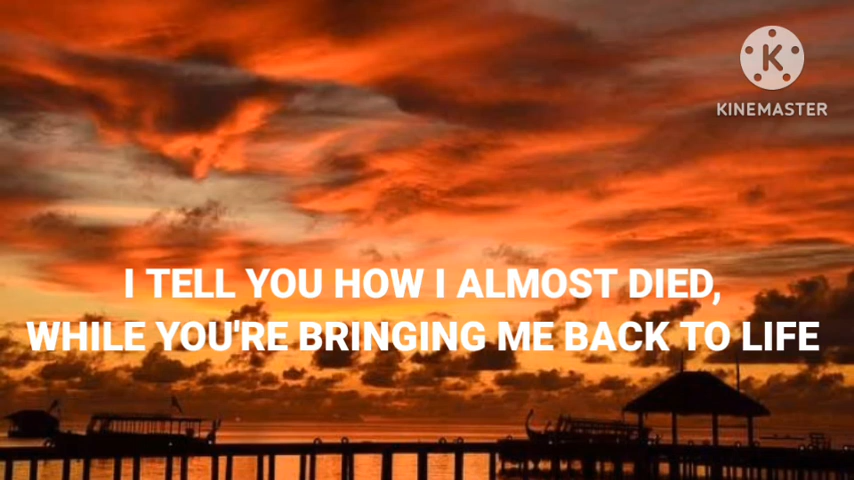 KINEMASTER
I TELL YOU HOW I ALMOST DIED,
WHILE YOU'RE BRINGING ME BACK TO LIFE